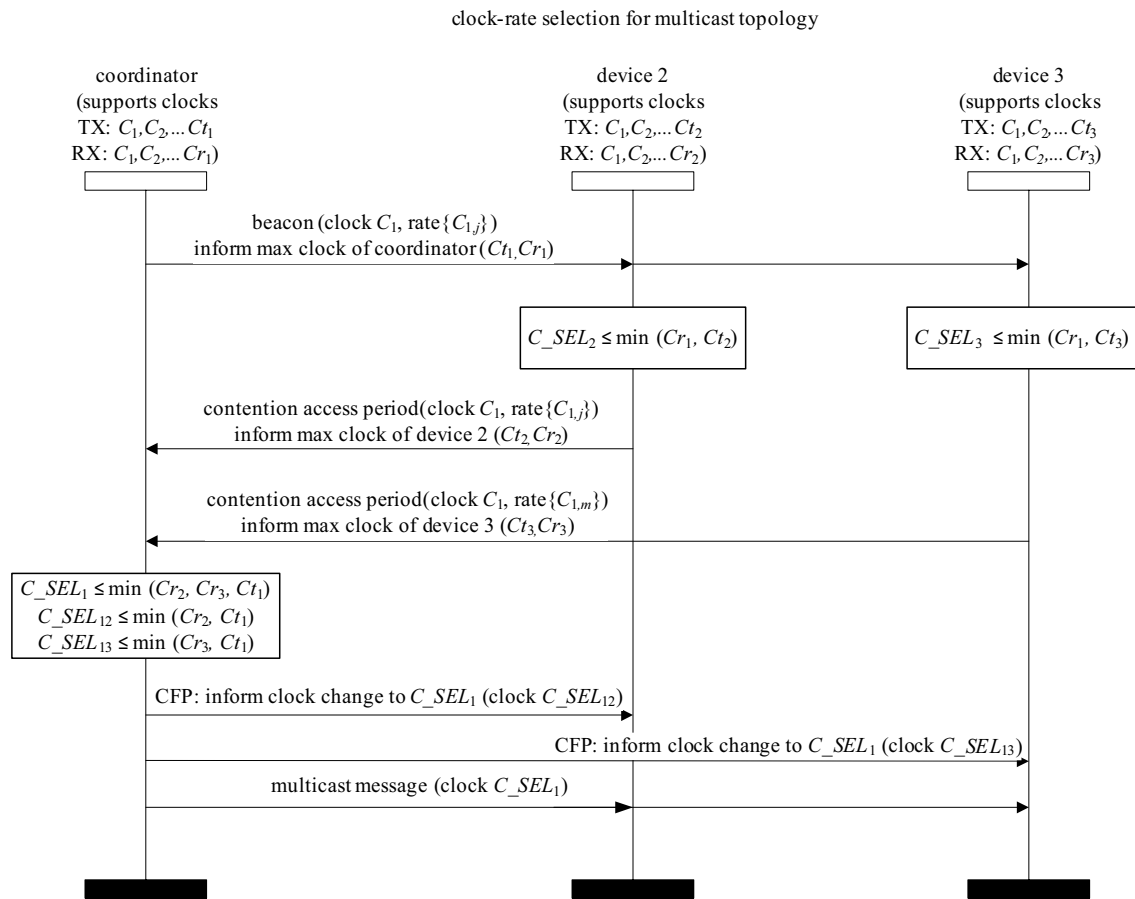 clock-rate selection for multicast topology
coordinator
(supports clocks
TX: C₁,C₂,... Ct₁
RX: C₁,C₂,... Cr₁)
device 2
(supports clocks
TX: C₁,C₂,... Ct₂
RX: C₁,C₂,... Cr₂)
device 3
(supports clocks
TX: C₁,C₂,... Ct₃
RX: C₁,C₂,... Cr₃)
beacon (clock C₁, rate{C₁,ⱼ})
inform max clock of coordinator (Ct₁,Cr₁)
C_SEL₂ ≤ min (Cr₁, Ct₂)
C_SEL₃ ≤ min (Cr₁, Ct₃)
contention access period(clock C₁, rate{C₁,ⱼ})
inform max clock of device 2 (Ct₂,Cr₂)
contention access period(clock C₁, rate{C₁,ₘ})
inform max clock of device 3 (Ct₃,Cr₃)
C_SEL₁ ≤ min (Cr₂, Cr₃, Ct₁)
C_SEL₁₂ ≤ min (Cr₂, Ct₁)
C_SEL₁₃ ≤ min (Cr₃, Ct₁)
CFP: inform clock change to C_SEL₁ (clock C_SEL₁₂)
CFP: inform clock change to C_SEL₁ (clock C_SEL₁₃)
multicast message (clock C_SEL₁)